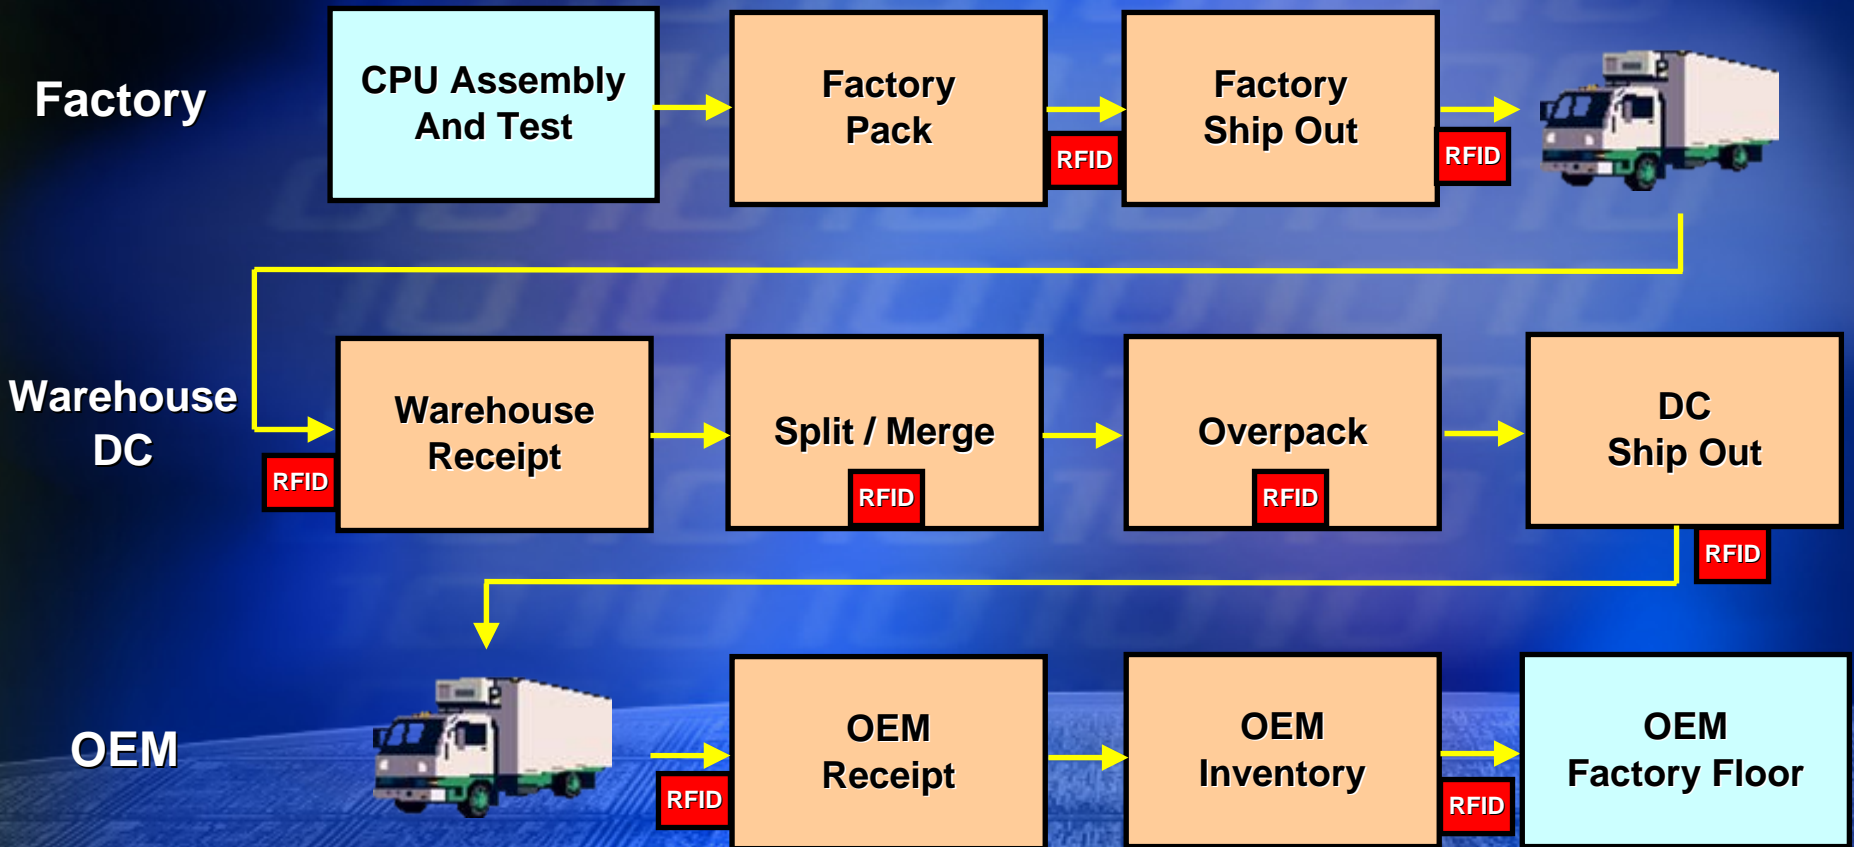 Factory
CPU Assembly
And Test
Factory
Pack
RFID
Factory
Ship Out
RFID
Warehouse
DC
RFID
Warehouse
Receipt
Split / Merge
RFID
Overpack
RFID
DC
Ship Out
RFID
OEM
RFID
OEM
Receipt
OEM
Inventory
RFID
OEM
Factory Floor